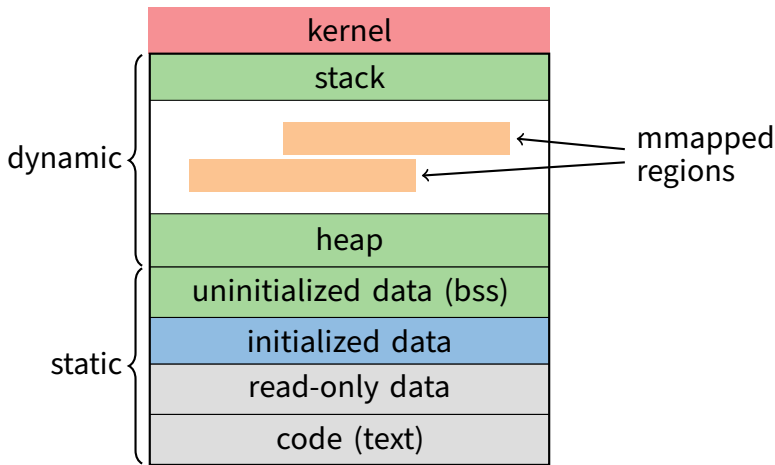 kernel
stack
dynamic
mmapped
regions
heap
uninitialized data (bss)
initialized data
static
read-only data
code (text)